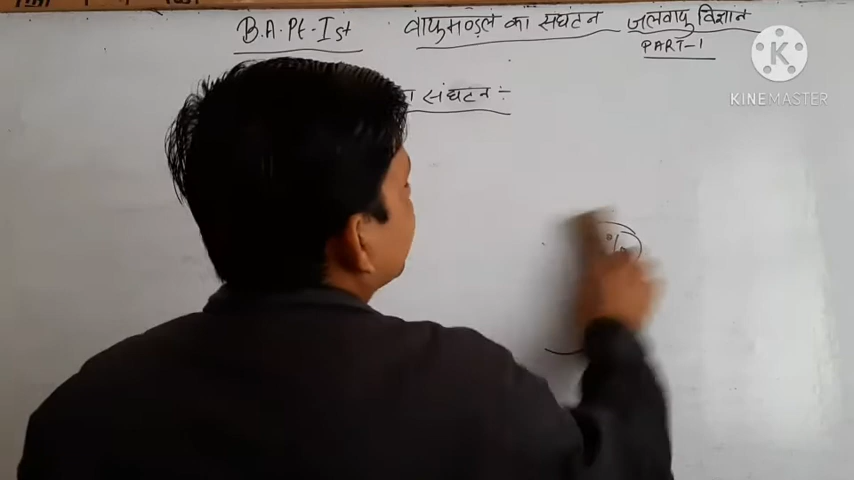 B.A. Pt-Ist वायुमण्डल का संघटन जलवायु विज्ञान
PART-1
K
KINEMASTER
का संघटन :-
%